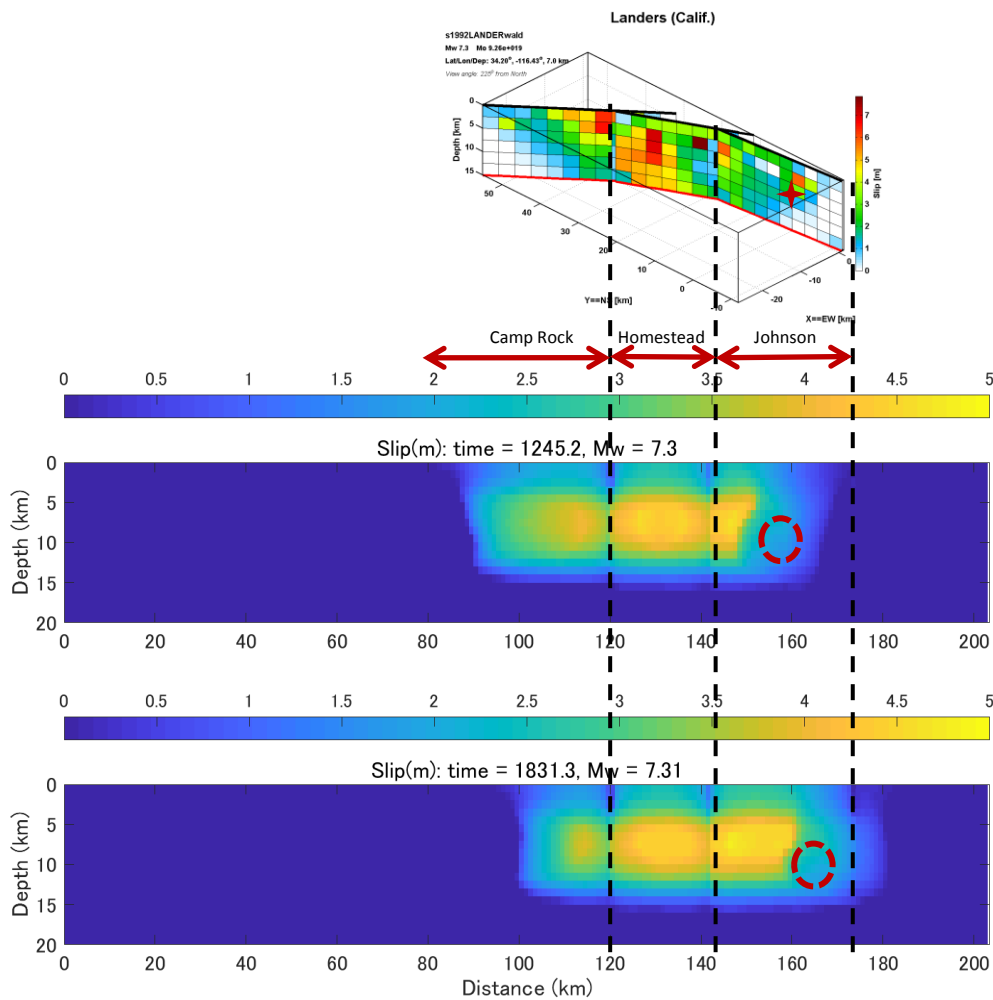 Landers (Calif.)
s1992LANDERwald
Mw 7.3 Mo 9.26e+019
Lat/Lon/Dep: 34.20°, -116.43°, 7.0 km
View angle: 225° from North
0
5
10
15
Depth [km]
50
40
30
20
10
0
-10
Y==NS [km]
0
-10
-20
X==EW [km]
7
6
5
4
3
2
1
0
Slip [m]
Camp Rock Homestead Johnson
0 0.5 1 1.5 2 2.5 3 3.5 4 4.5 5
Slip(m): time = 1245.2, Mw = 7.3
0
5
10
15
20
Depth (km)
0 20 40 60 80 100 120 140 160 180 200
0 0.5 1 1.5 2 2.5 3 3.5 4 4.5 5
Slip(m): time = 1831.3, Mw = 7.31
0
5
10
15
20
Depth (km)
0 20 40 60 80 100 120 140 160 180 200
Distance (km)